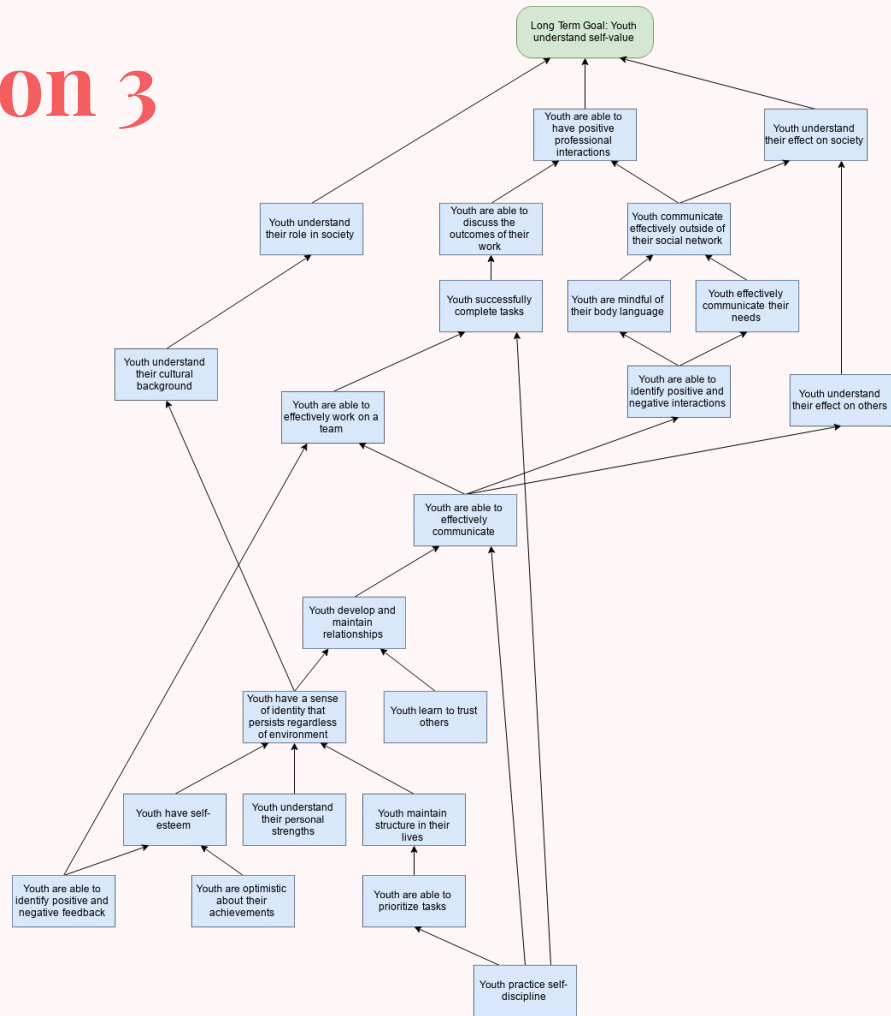 on 3
Long Term Goal: Youth
understand self-value
Youth are able to
have positive
professional
interactions
Youth understand
their effect on society
Youth understand
their role in society
Youth are able to
discuss the
outcomes of their
work
Youth communicate
effectively outside of
their social network
Youth successfully
complete tasks
Youth are mindful of
their body language
Youth effectively
communicate their
needs
Youth understand
their cultural
background
Youth are able to
effectively work on a
team
Youth are able to
identify positive and
negative interactions
Youth understand
their effect on others
Youth are able to
effectively
communicate
Youth develop and
maintain
relationships
Youth have a sense
of identity that
persists regardless
of environment
Youth learn to trust
others
Youth have self-
esteem
Youth understand
their personal
strengths
Youth maintain
structure in their
lives
Youth are able to
identify positive and
negative feedback
Youth are optimistic
about their
achievements
Youth are able to
prioritize tasks
Youth practice self-
discipline